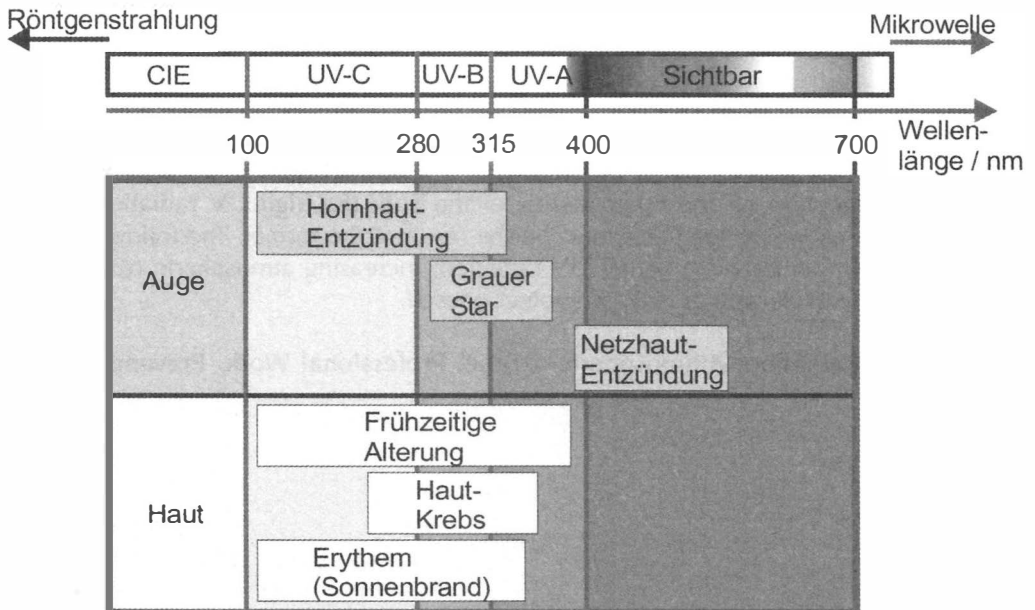 Röntgenstrahlung
Mikrowelle
CIE UV-C UV-B UV-A Sichtbar
100 280 315 400 700
Wellen-
länge / nm
Auge
Hornhaut-
Entzündung
Grauer
Star
Netzhaut-
Entzündung
Haut
Frühzeitige
Alterung
Haut-
Krebs
Erythem
(Sonnenbrand)